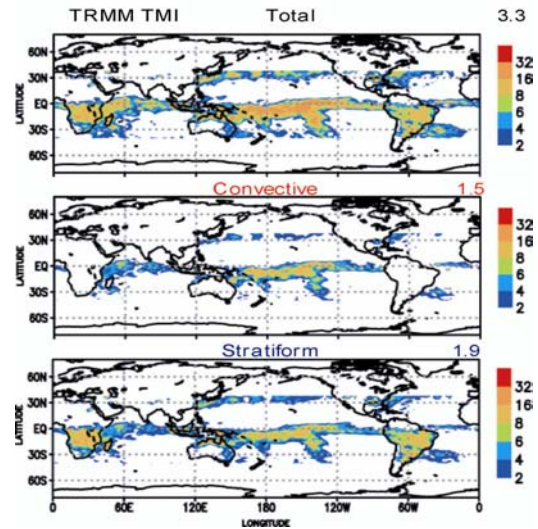 TRMM TMI Total 3.3
60N
30N
EQ
30S
60S
LATITUDE
32
16
8
6
4
2
Convective 1.5
60N
30N
EQ
30S
60S
LATITUDE
32
16
8
6
4
2
Stratiform 1.9
60N
30N
EQ
30S
60S
LATITUDE
32
16
8
6
4
2
0 60E 120E 180 120W 60W 0
LONGITUDE